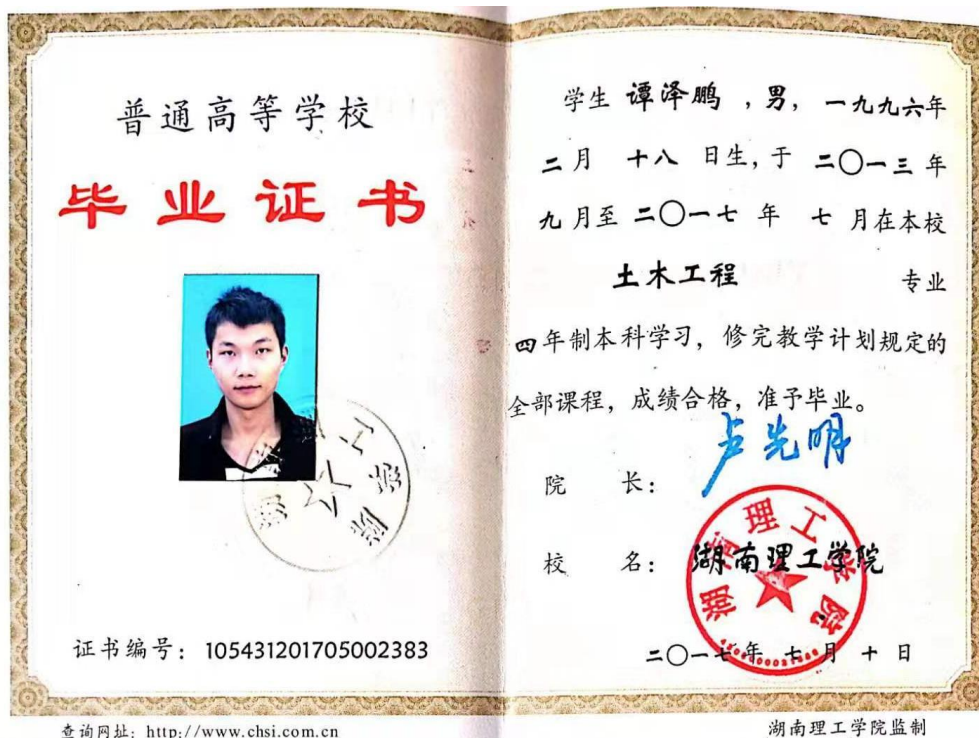 普通高等学校
毕业证书
证书编号：105431201705002383
查询网址：http://www.chsi.com.cn
学生 谭泽鹏 ，男，一九九六年
二月 十八 日生，于 二〇一三 年
九月至 二〇一七 年 七 月在本校
土木工程 专业
四年制本科学习，修完教学计划规定的
全部课程，成绩合格，准予毕业。
院 长： 卢先明
校 名： 湖南理工学院
湖南理工学院
二〇一七年 七月 十日
湖南理工学院监制